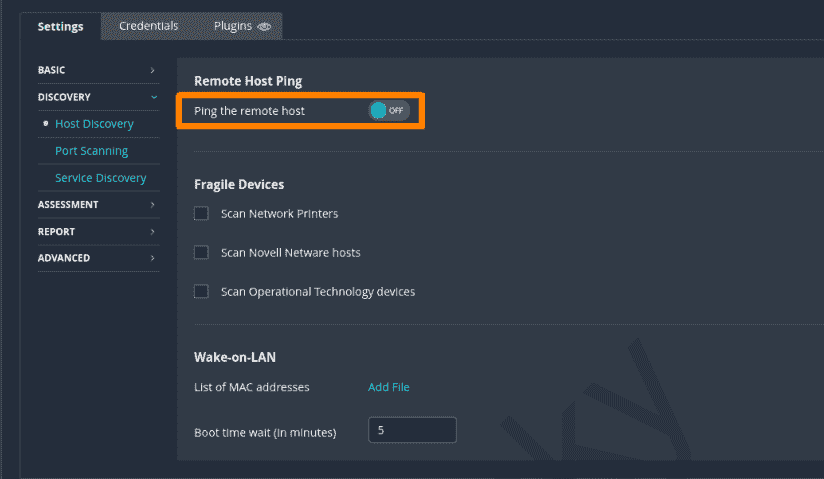 Settings
Credentials
Plugins
BASIC
DISCOVERY
Host Discovery
Port Scanning
Service Discovery
ASSESSMENT
REPORT
ADVANCED
Remote Host Ping
Ping the remote host OFF
Fragile Devices
Scan Network Printers
Scan Novell Netware hosts
Scan Operational Technology devices
Wake-on-LAN
List of MAC addresses Add File
Boot time wait (in minutes) 5